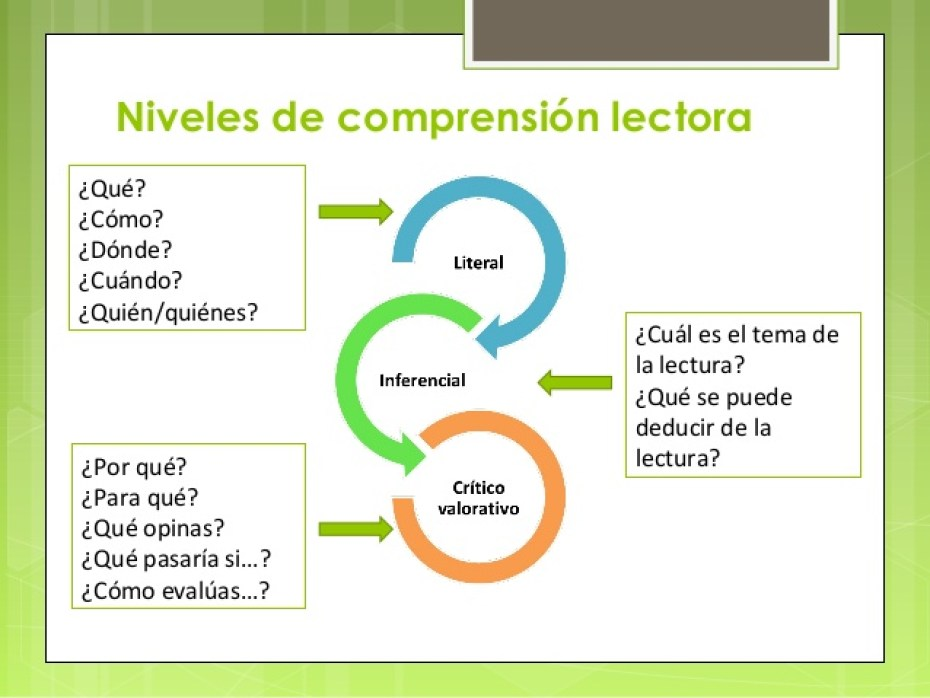 Niveles de comprensión lectora
¿Qué?
¿Cómo?
¿Dónde?
¿Cuándo?
¿Quién/quiénes?
Literal
Inferencial
¿Cuál es el tema de
la lectura?
¿Qué se puede
deducir de la
lectura?
¿Por qué?
¿Para qué?
¿Qué opinas?
¿Qué pasaría si...?
¿Cómo evalúas...?
Crítico
valorativo